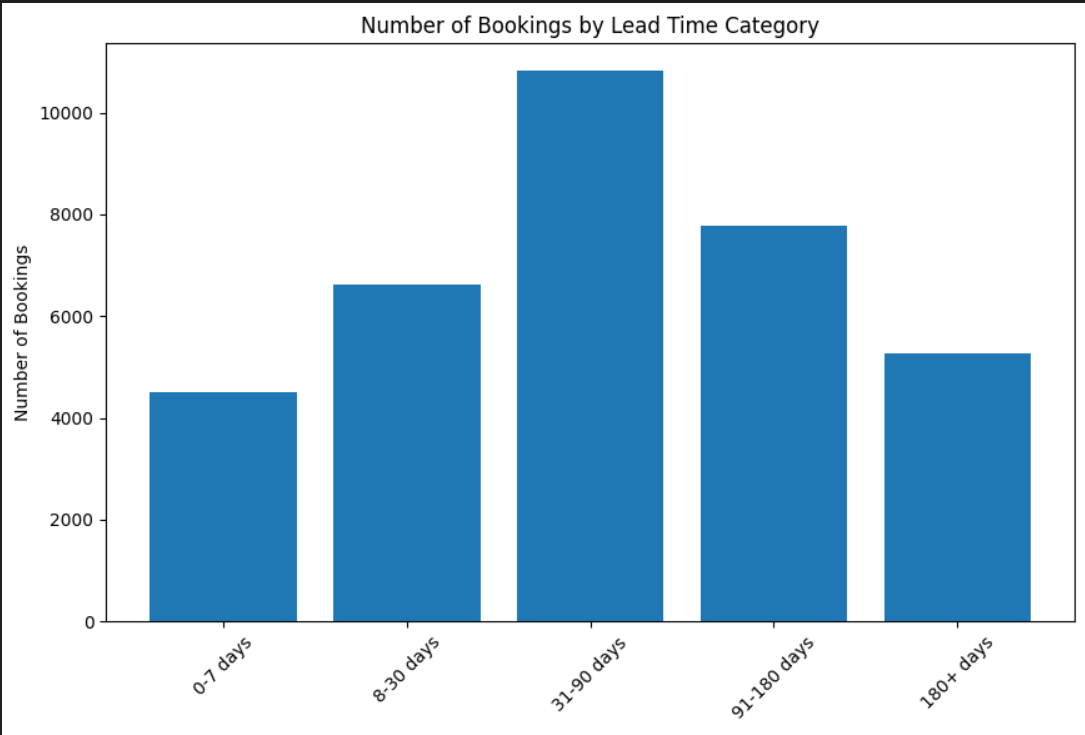 Number of Bookings by Lead Time Category
Number of Bookings
10000
8000
6000
4000
2000
0
0-7 days
8-30 days
31-90 days
91-180 days
180+ days